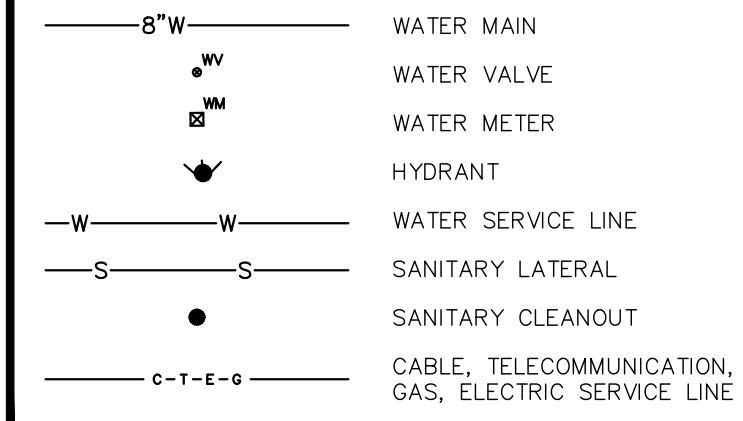 8"W WATER MAIN
WV WATER VALVE
WM WATER METER
HYDRANT
W W WATER SERVICE LINE
S S SANITARY LATERAL
SANITARY CLEANOUT
C-T-E-G CABLE, TELECOMMUNICATION,
GAS, ELECTRIC SERVICE LINE